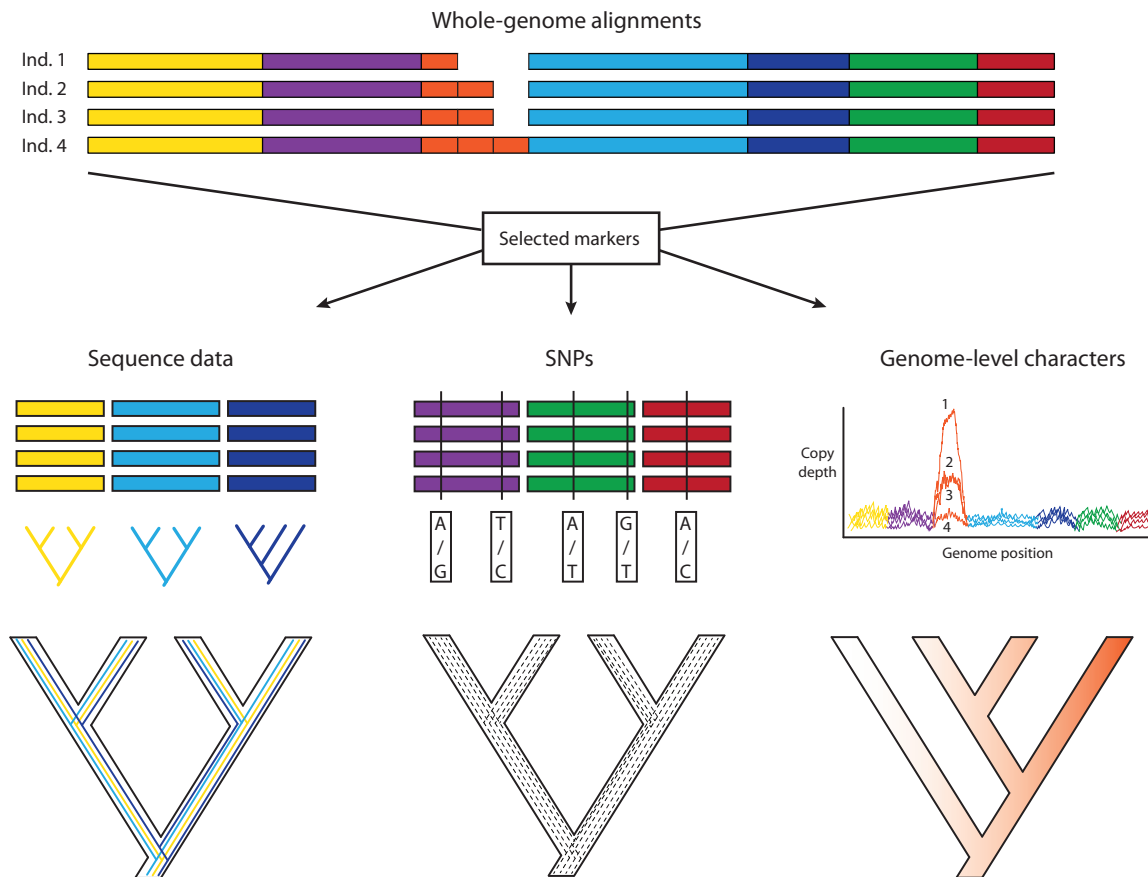 Whole-genome alignments
Ind. 1
Ind. 2
Ind. 3
Ind. 4
Selected markers
Sequence data
SNPs
A/G
T/C
A/T
G/T
A/C
Genome-level characters
Copy
depth
1
2
3
4
Genome position